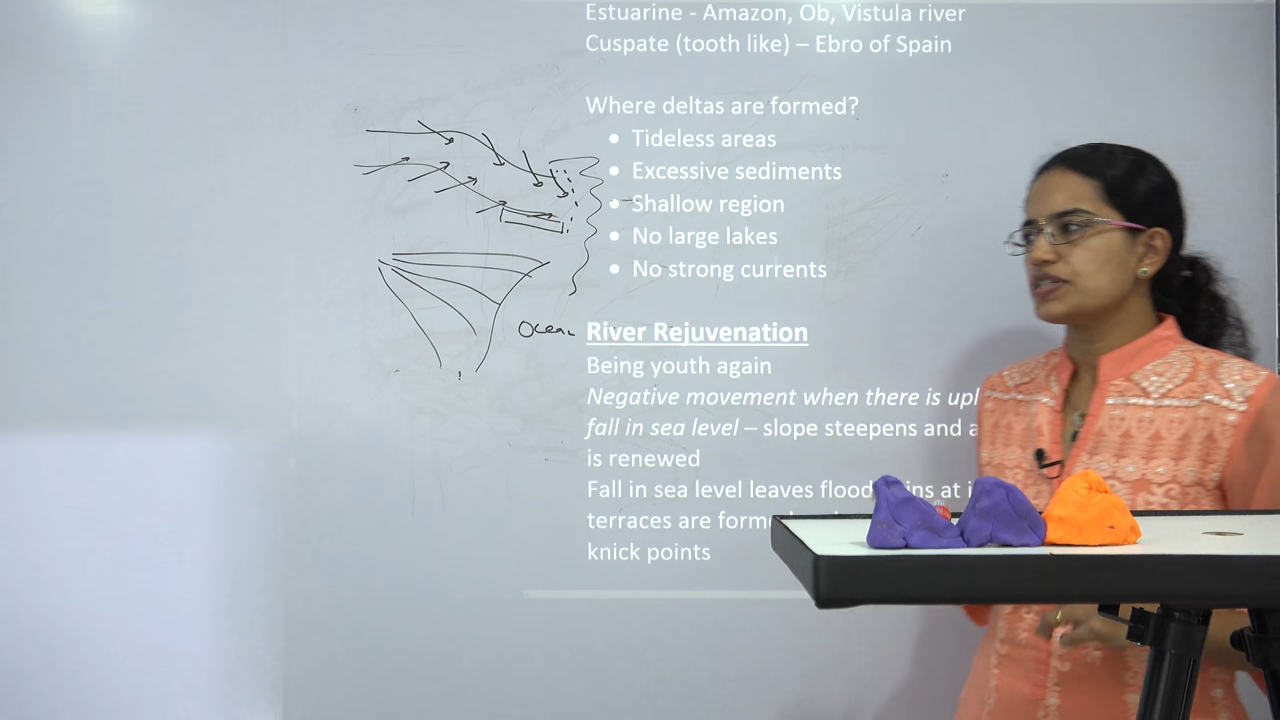 Estuarine - Amazon, Ob, Vistula river
Cuspate (tooth like) – Ebro of Spain
Where deltas are formed?
• Tideless areas
• Excessive sediments
• Shallow region
• No large lakes
• No strong currents
Ocean
River Rejuvenation
Being youth again
Negative movement when there is upl
fall in sea level – slope steepens and a
is renewed
Fall in sea level leaves flood ins at i
terraces are form
knick points